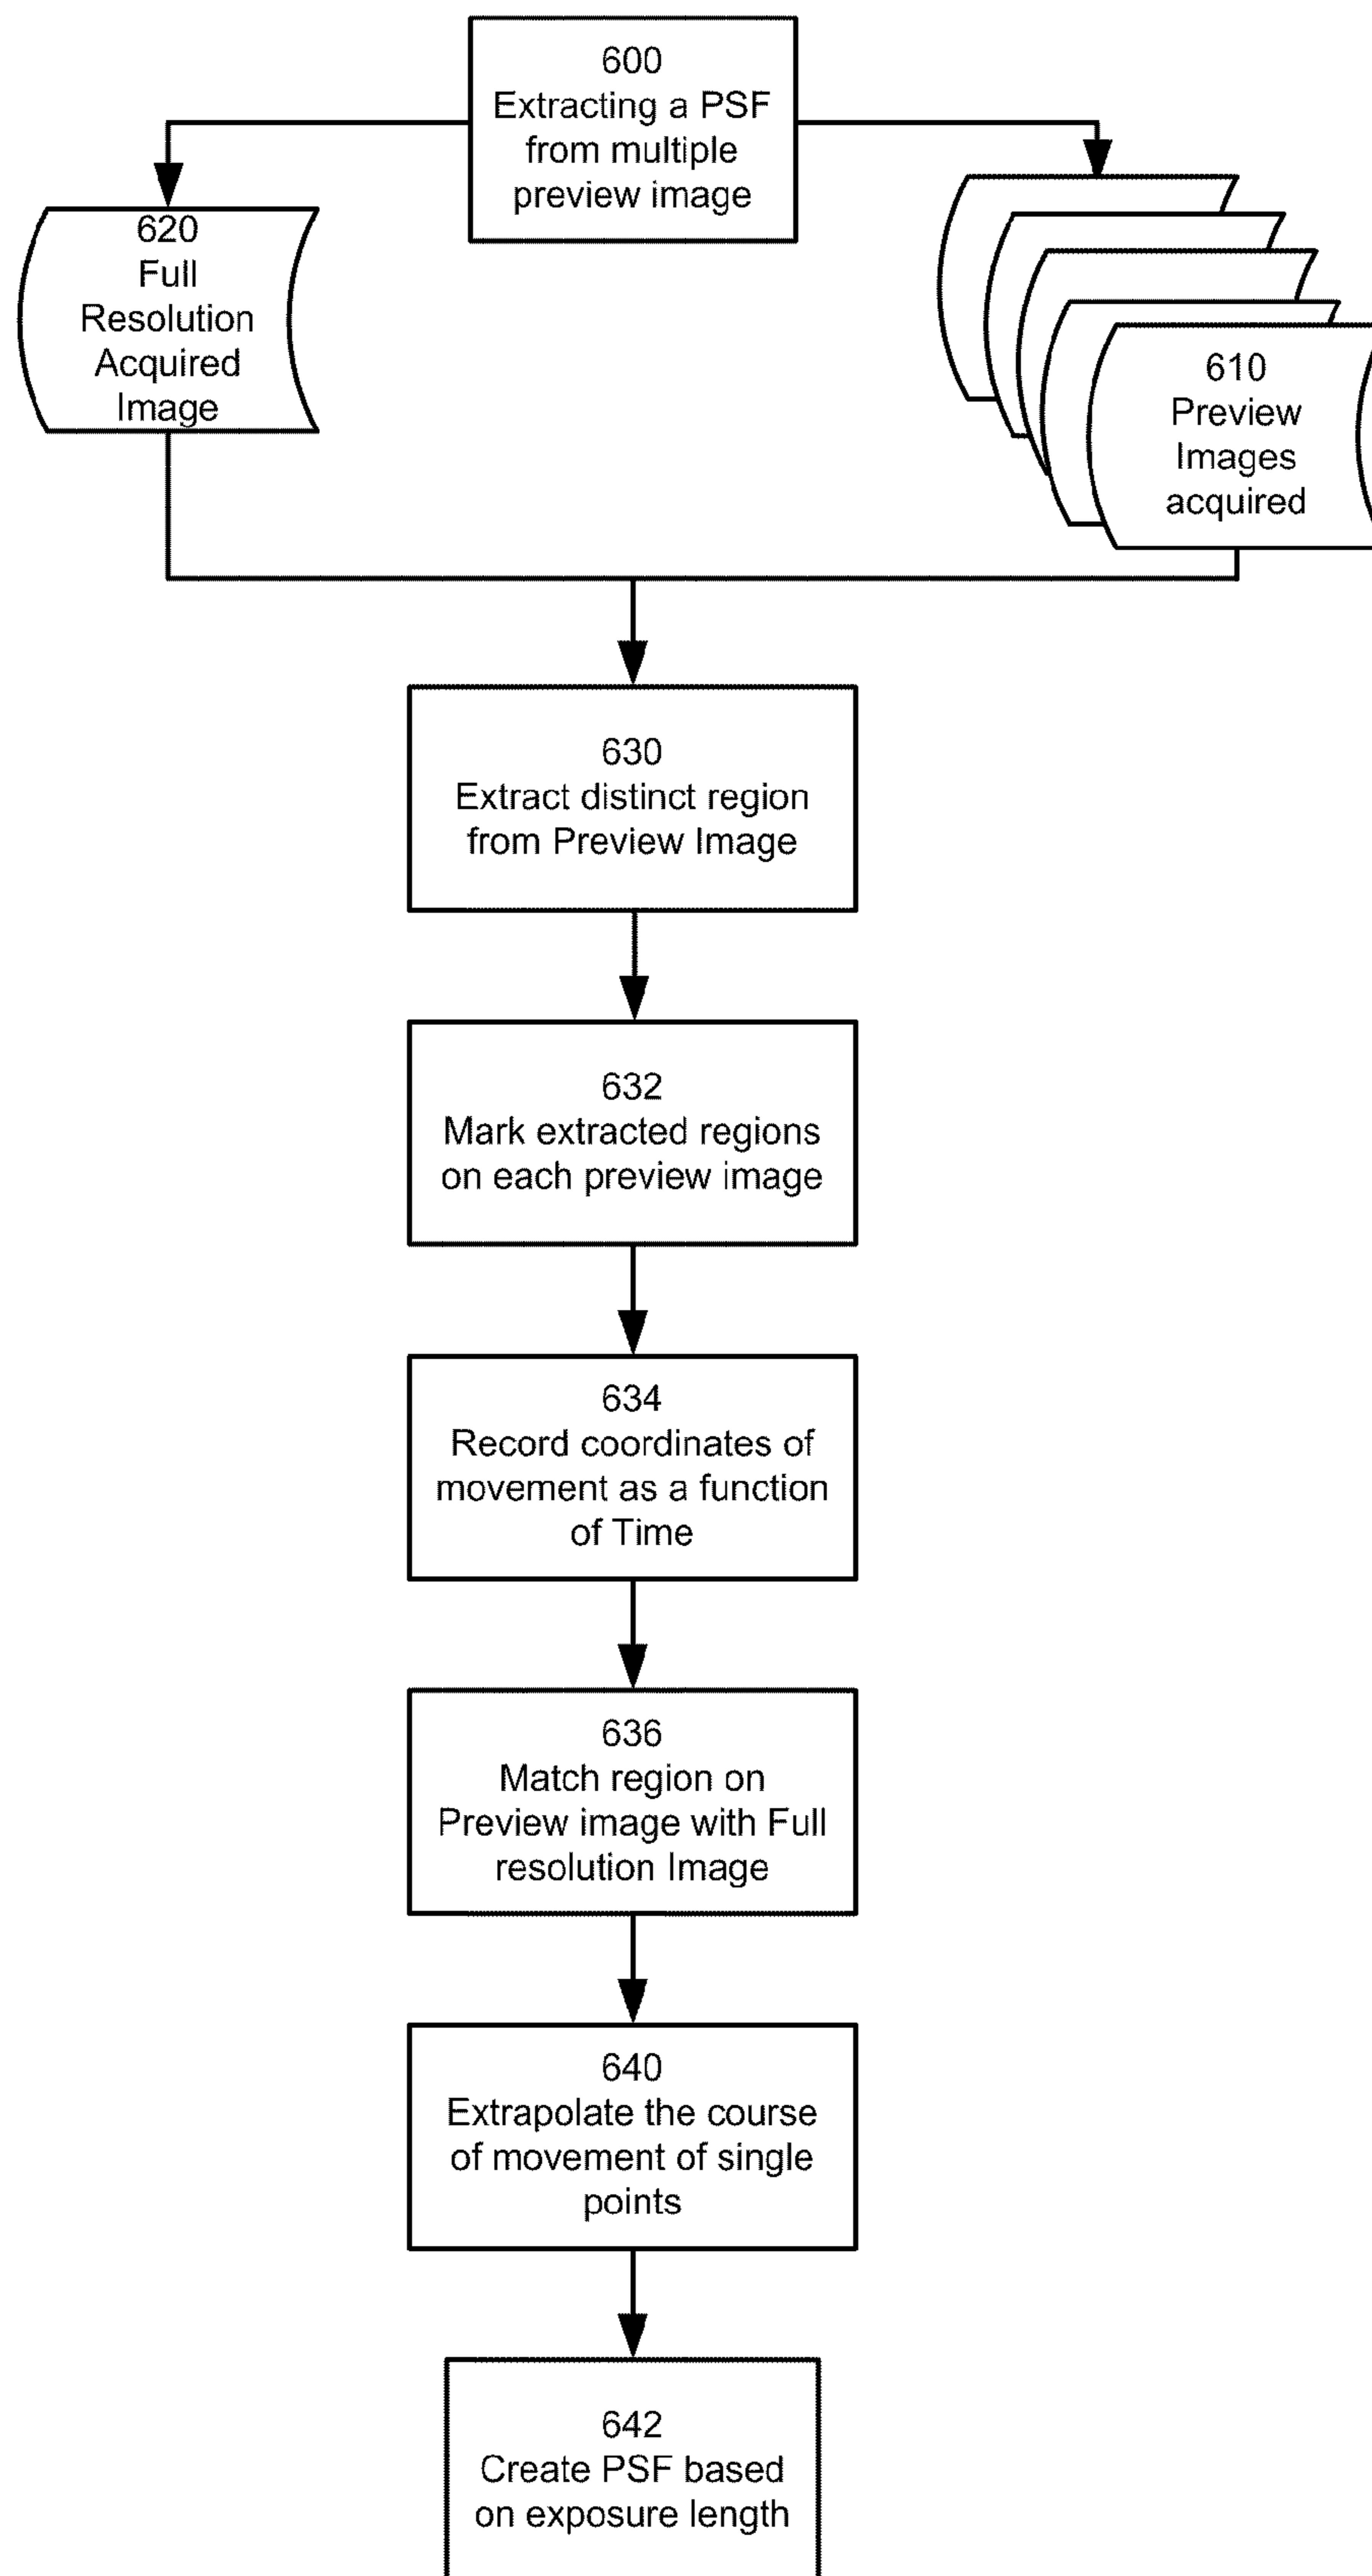 600
Extracting a PSF
from multiple
preview image
620
Full
Resolution
Acquired
Image
610
Preview
Images
acquired
630
Extract distinct region
from Preview Image
632
Mark extracted regions
on each preview image
634
Record coordinates of
movement as a function
of Time
636
Match region on
Preview image with Full
resolution Image
640
Extrapolate the course
of movement of single
points
642
Create PSF based
on exposure length